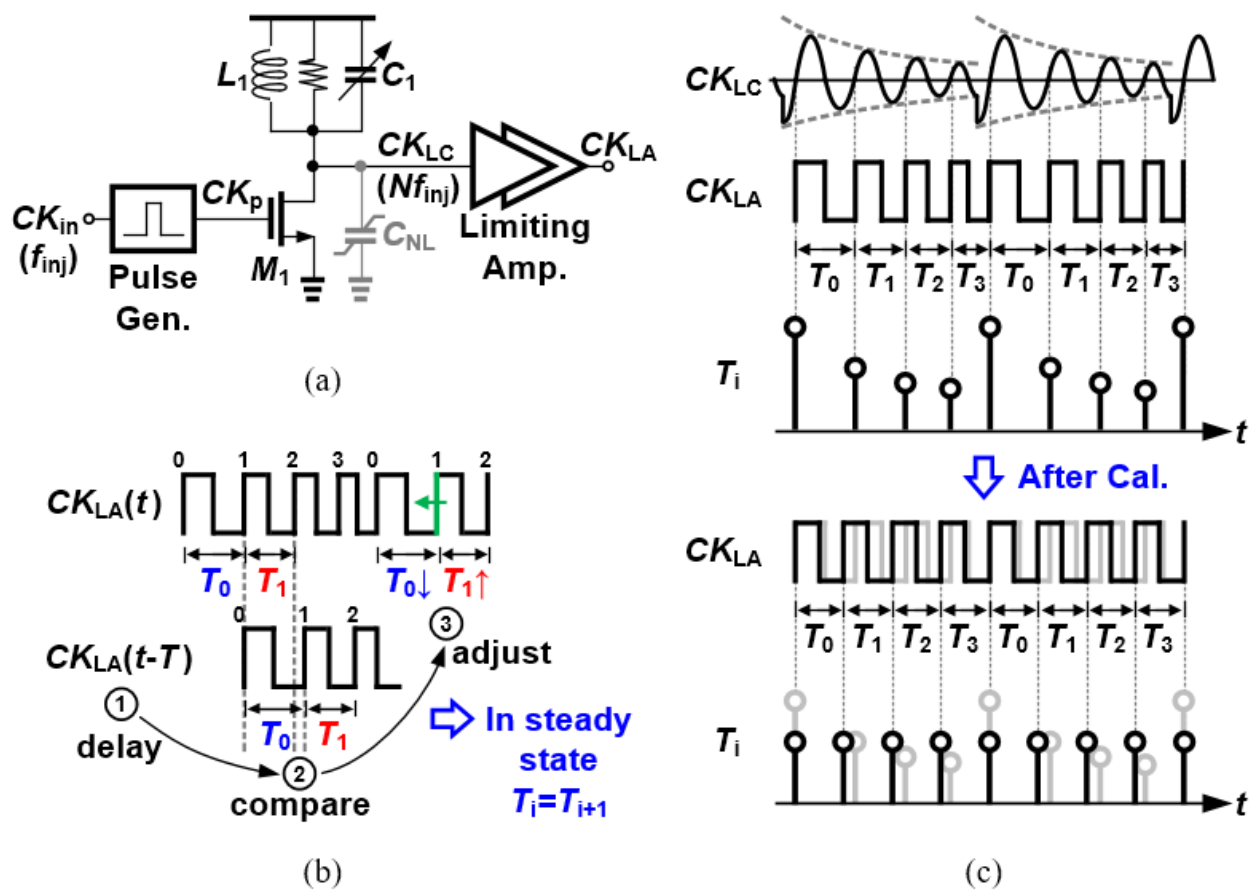 L1
C1
CKLC
(NfinJ)
CKLA
CKin
(finj)
CKp
M1
CNL
Pulse
Gen.
Limiting
Amp.
(a)
0 1 2 3 0 1 2
CKLA(t)
T0 T1 T0↓ T1↑
0 1 2
CKLA(t-T)
T0 T1
1
delay
2
compare
3
adjust
In steady
state
Ti=Ti+1
(b)
CKLC
CKLA
T0 T1 T2 T3 T0 T1 T2 T3
Ti
t
After Cal.
CKLA
T0 T1 T2 T3 T0 T1 T2 T3
Ti
t
(c)